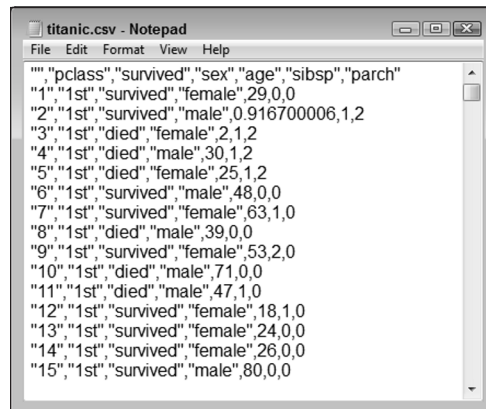 titanic.csv - Notepad
File Edit Format View Help
"","pclass","survived","sex","age","sibsp","parch"
"1","1st","survived","female",29,0,0
"2","1st","survived","male",0.916700006,1,2
"3","1st","died","female",2,1,2
"4","1st","died","male",30,1,2
"5","1st","died","female",25,1,2
"6","1st","survived","male",48,0,0
"7","1st","survived","female",63,1,0
"8","1st","died","male",39,0,0
"9","1st","survived","female",53,2,0
"10","1st","died","male",71,0,0
"11","1st","died","male",47,1,0
"12","1st","survived","female",18,1,0
"13","1st","survived","female",24,0,0
"14","1st","survived","female",26,0,0
"15","1st","survived","male",80,0,0